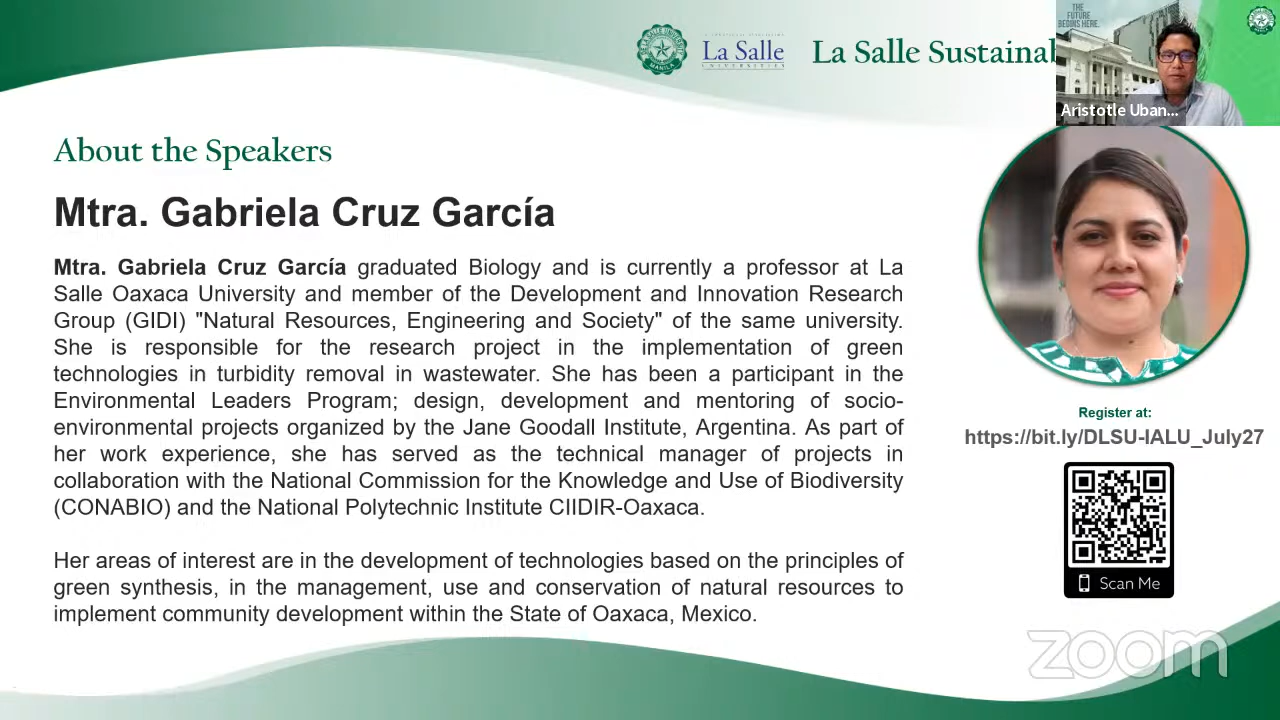 THE
FUTURE
BEGINS HERE.
MANILA
La Salle
UNIVERSITIES
La Salle Sustainab
Aristotle Uban...
About the Speakers
Mtra. Gabriela Cruz García
Mtra. Gabriela Cruz García graduated Biology and is currently a professor at La
Salle Oaxaca University and member of the Development and Innovation Research
Group (GIDI) "Natural Resources, Engineering and Society" of the same university.
She is responsible for the research project in the implementation of green
technologies in turbidity removal in wastewater. She has been a participant in the
Environmental Leaders Program; design, development and mentoring of socio-
environmental projects organized by the Jane Goodall Institute, Argentina. As part of
her work experience, she has served as the technical manager of projects in
collaboration with the National Commission for the Knowledge and Use of Biodiversity
(CONABIO) and the National Polytechnic Institute CIIDIR-Oaxaca.
Her areas of interest are in the development of technologies based on the principles of
green synthesis, in the management, use and conservation of natural resources to
implement community development within the State of Oaxaca, Mexico.
Register at:
https://bit.ly/DLSU-IALU_July27
Scan Me
zoom